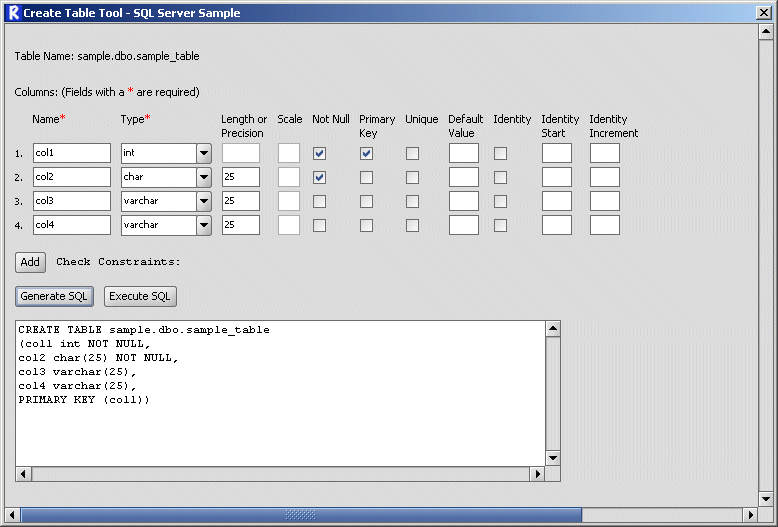 Create Table Tool - SQL Server Sample
Table Name: sample.dbo.sample_table
Columns: (Fields with a * are required)
Name* Type* Length or Precision Scale Not Null Primary Key Unique Default Value Identity Identity Start Identity Increment
1. col1 int
2. col2 char 25
3. col3 varchar 25
4. col4 varchar 25
Add Check Constraints:
Generate SQL Execute SQL
CREATE TABLE sample.dbo.sample_table
(col1 int NOT NULL,
col2 char(25) NOT NULL,
col3 varchar(25),
col4 varchar(25),
PRIMARY KEY (col1))